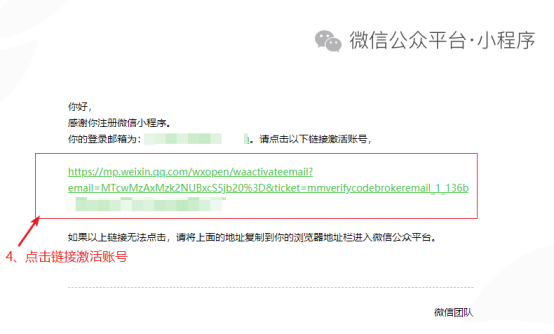 微信公众平台·小程序
你好,
感谢你注册微信小程序。
你的登录邮箱为: 。请点击以下链接激活账号,
https://mp.weixin.qq.com/wxopen/waactivateemail?
email=MTcwMzAxMzk2NUBxcS5jb20%3D&ticket=mmverifycodebrokeremail_1_136b
如果以上链接无法点击，请将上面的地址复制到你的浏览器地址栏进入微信公众平台。
4、点击链接激活账号
微信团队